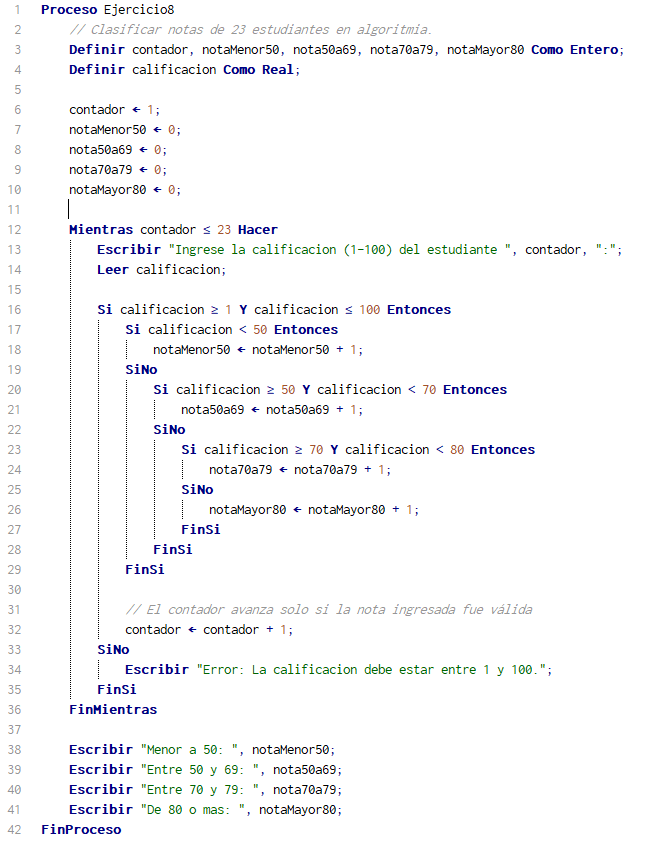 1 Proceso Ejercicio8
2 // Clasificar notas de 23 estudiantes en algoritmia.
3 Definir contador, notaMenor50, nota50a69, nota70a79, notaMayor80 Como Entero;
4 Definir calificacion Como Real;
5
6 contador ← 1;
7 notaMenor50 ← 0;
8 nota50a69 ← 0;
9 nota70a79 ← 0;
10 notaMayor80 ← 0;
11
12 Mientras contador ≤ 23 Hacer
13 Escribir "Ingrese la calificacion (1-100) del estudiante ", contador, ":";
14 Leer calificacion;
15
16 Si calificacion ≥ 1 Y calificacion ≤ 100 Entonces
17 Si calificacion < 50 Entonces
18 notaMenor50 ← notaMenor50 + 1;
19 SiNo
20 Si calificacion ≥ 50 Y calificacion < 70 Entonces
21 nota50a69 ← nota50a69 + 1;
22 SiNo
23 Si calificacion ≥ 70 Y calificacion < 80 Entonces
24 nota70a79 ← nota70a79 + 1;
25 SiNo
26 notaMayor80 ← notaMayor80 + 1;
27 FinSi
28 FinSi
29 FinSi
30
31 // El contador avanza solo si la nota ingresada fue válida
32 contador ← contador + 1;
33 SiNo
34 Escribir "Error: La calificacion debe estar entre 1 y 100.";
35 FinSi
36 FinMientras
37
38 Escribir "Menor a 50: ", notaMenor50;
39 Escribir "Entre 50 y 69: ", nota50a69;
40 Escribir "Entre 70 y 79: ", nota70a79;
41 Escribir "De 80 o mas: ", notaMayor80;
42 FinProceso